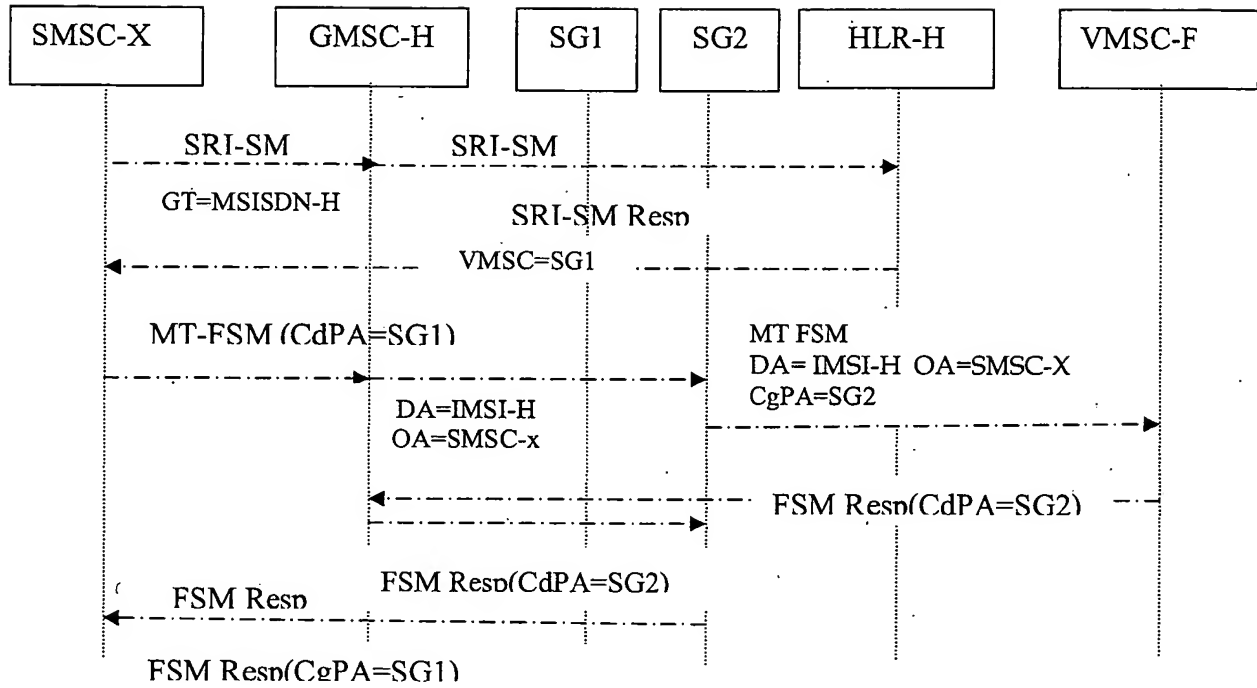 SMSC-X
GMSC-H
SG1
SG2
HLR-H
VMSC-F
SRI-SM
SRI-SM
GT=MSISDN-H
SRI-SM Resp
VMSC=SG1
MT-FSM (CdPA=SG1)
MT FSM
DA= IMSI-H OA=SMSC-X
CgPA=SG2
DA=IMSI-H
OA=SMSC-x
FSM Resp(CdPA=SG2)
FSM Resp(CdPA=SG2)
FSM Resp
FSM Resp(CgPA=SG1)